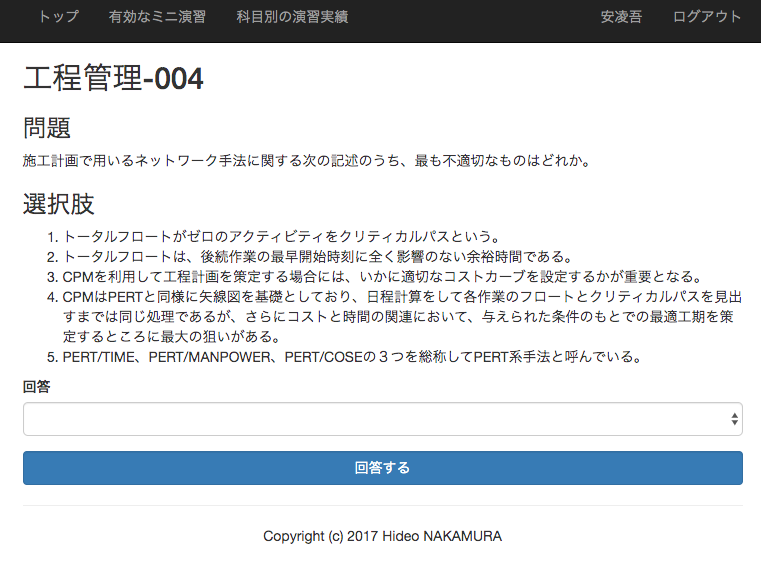 トップ 有効なミニ演習 科目別の演習実績 安凌吾 ログアウト
工程管理-004
問題
施工計画で用いるネットワーク手法に関する次の記述のうち、最も不適切なものはどれか。
選択肢
1. トータルフロートがゼロのアクティビティをクリティカルパスという。
2. トータルフロートは、後続作業の最早開始時刻に全く影響のない余裕時間である。
3. CPMを利用して工程計画を策定する場合には、いかに適切なコストカーブを設定するかが重要となる。
4. CPMはPERTと同様に矢線図を基礎としており、日程計算をして各作業のフロートとクリティカルパスを見出
すまでは同じ処理であるが、さらにコストと時間の関連において、与えられた条件のもとでの最適工期を策
定するところに最大の狙いがある。
5. PERT/TIME、PERT/MANPOWER、PERT/COSEの３つを総称してPERT系手法と呼んでいる。
回答
回答する
Copyright (c) 2017 Hideo NAKAMURA